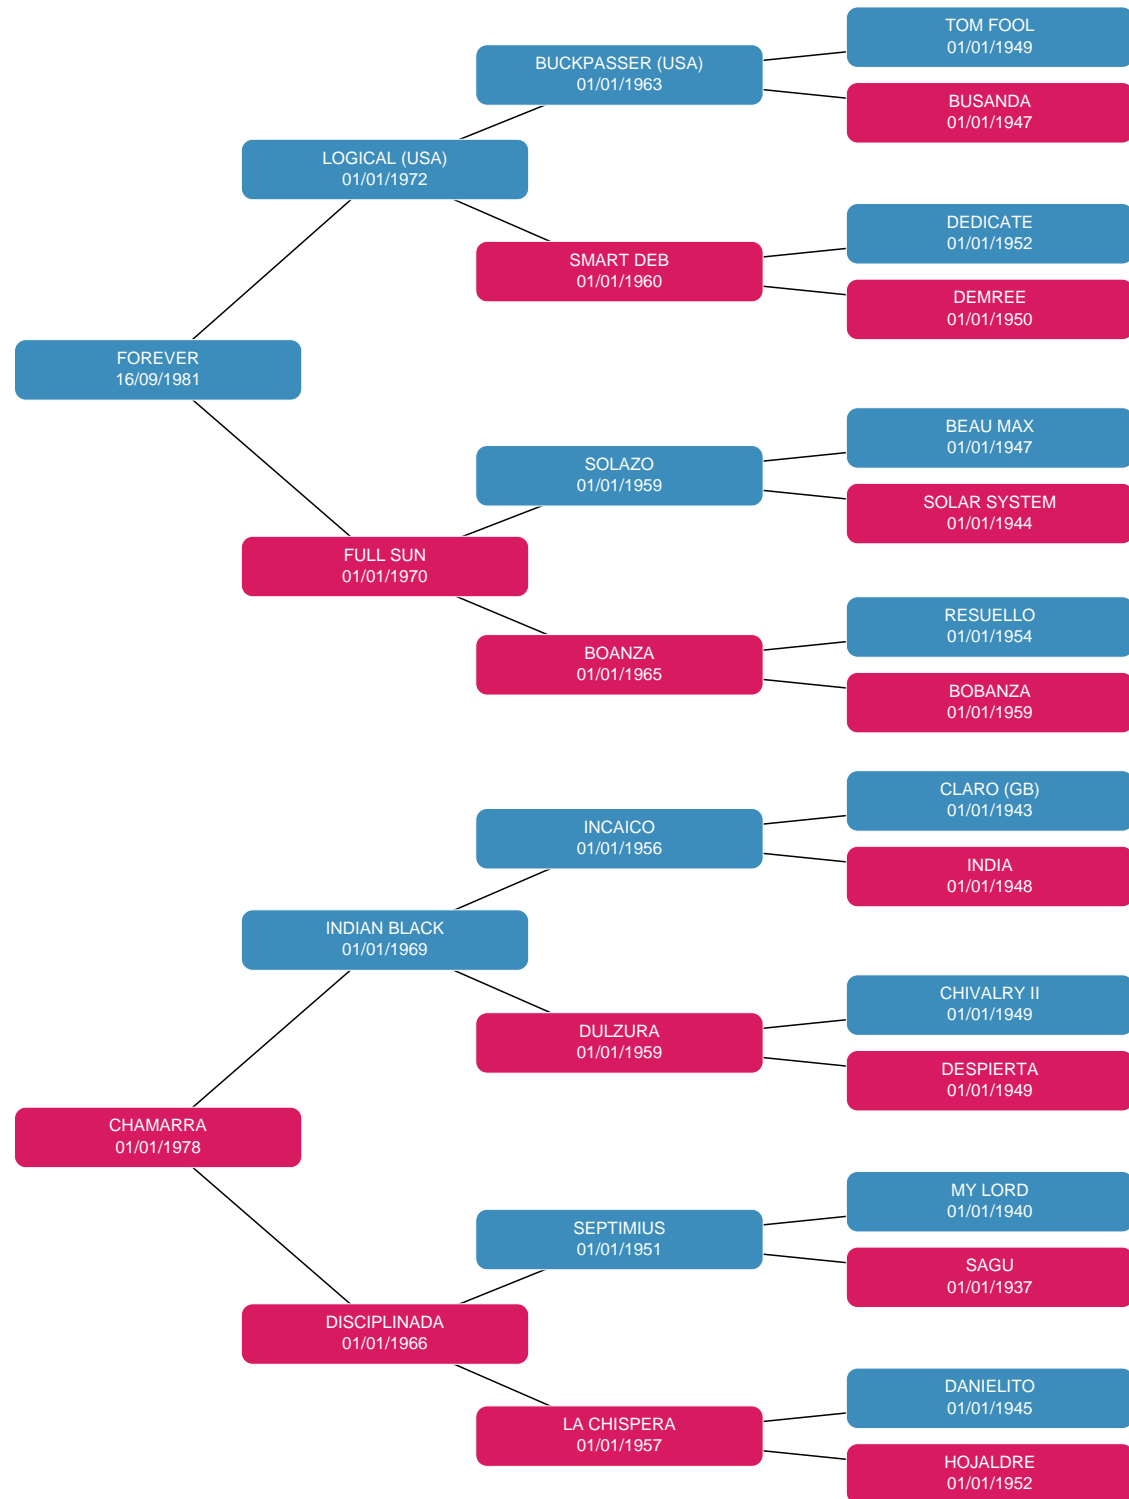 TOM FOOL
01/01/1949
BUCKPASSER (USA)
01/01/1963
BUSANDA
01/01/1947
LOGICAL (USA)
01/01/1972
DEDICATE
01/01/1952
SMART DEB
01/01/1960
DEMREE
01/01/1950
FOREVER
16/09/1981
BEAU MAX
01/01/1947
SOLAZO
01/01/1959
SOLAR SYSTEM
01/01/1944
FULL SUN
01/01/1970
RESUELLO
01/01/1954
BOANZA
01/01/1965
BOBANZA
01/01/1959
CLARO (GB)
01/01/1943
INCAICO
01/01/1956
INDIA
01/01/1948
INDIAN BLACK
01/01/1969
CHIVALRY II
01/01/1949
DULZURA
01/01/1959
DESPIERTA
01/01/1949
CHAMARRA
01/01/1978
MY LORD
01/01/1940
SEPTIMIUS
01/01/1951
SAGU
01/01/1937
DISCIPLINADA
01/01/1966
DANIELITO
01/01/1945
LA CHISPERA
01/01/1957
HOJALDRE
01/01/1952